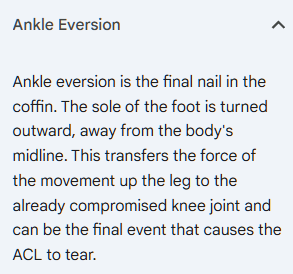 Ankle Eversion
Ankle eversion is the final nail in the
coffin. The sole of the foot is turned
outward, away from the body's
midline. This transfers the force of
the movement up the leg to the
already compromised knee joint and
can be the final event that causes the
ACL to tear.